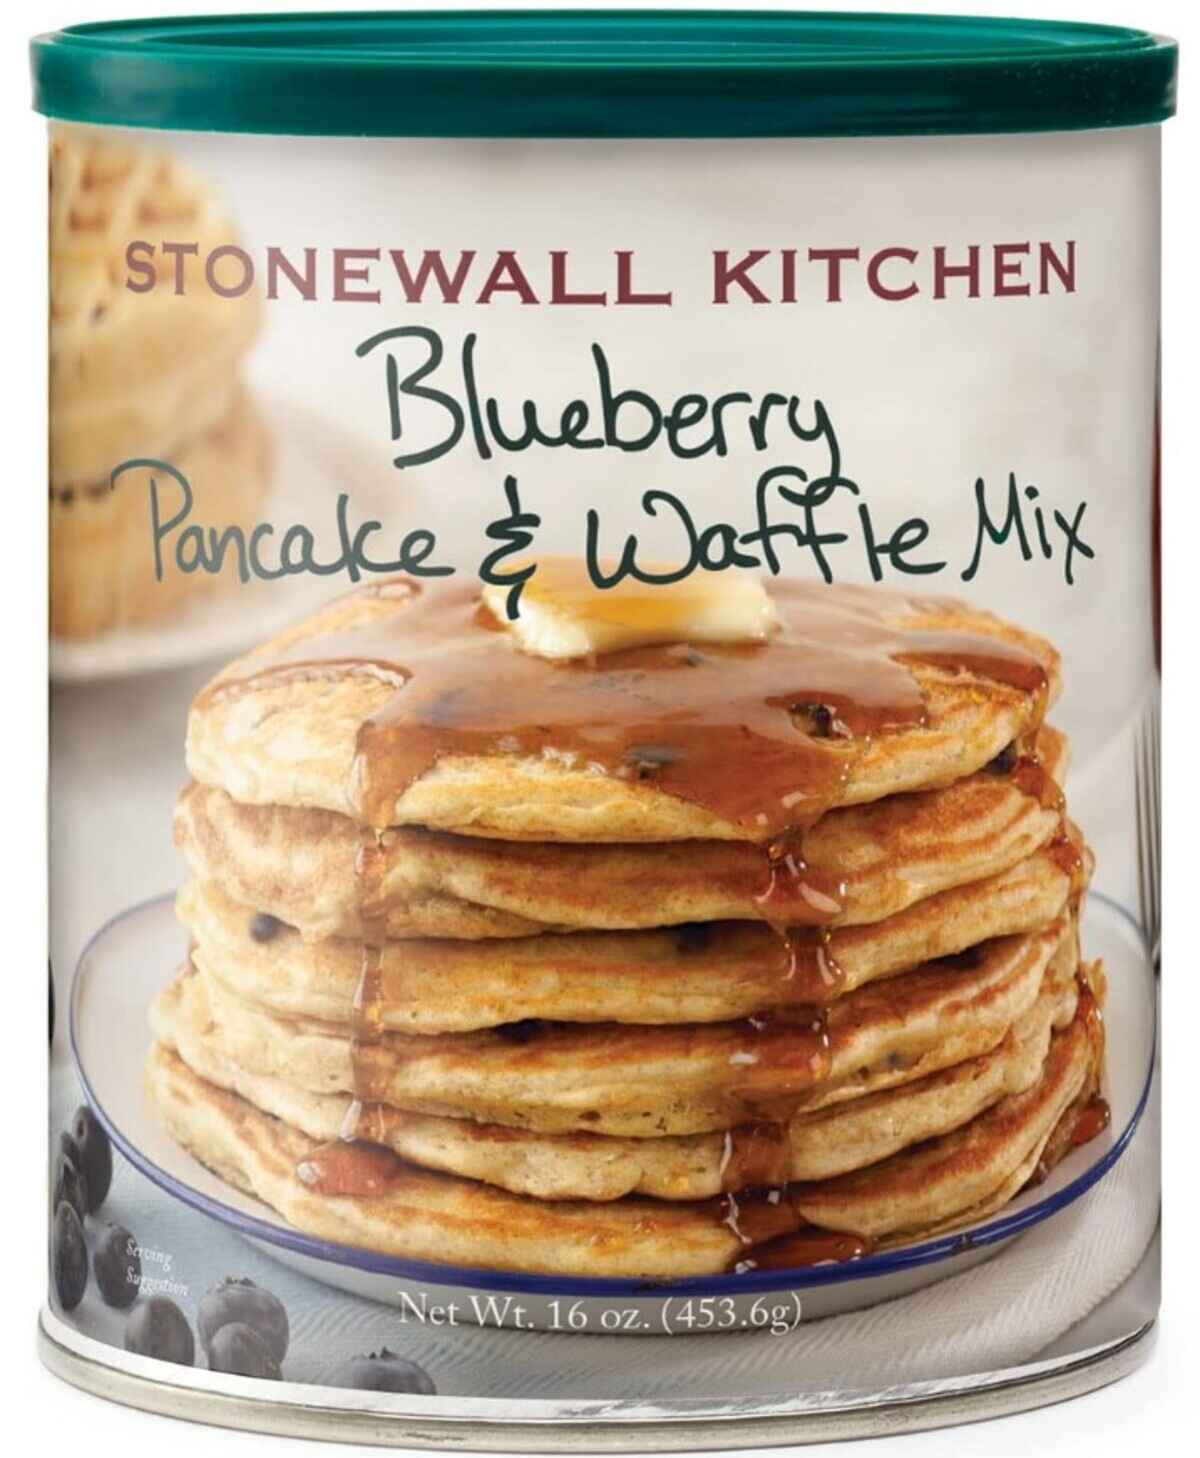 STONEWALL KITCHEN
Blueberry
Pancake & Waffle Mix
Serving
Suggestion
Net Wt. 16 oz. (453.6g)